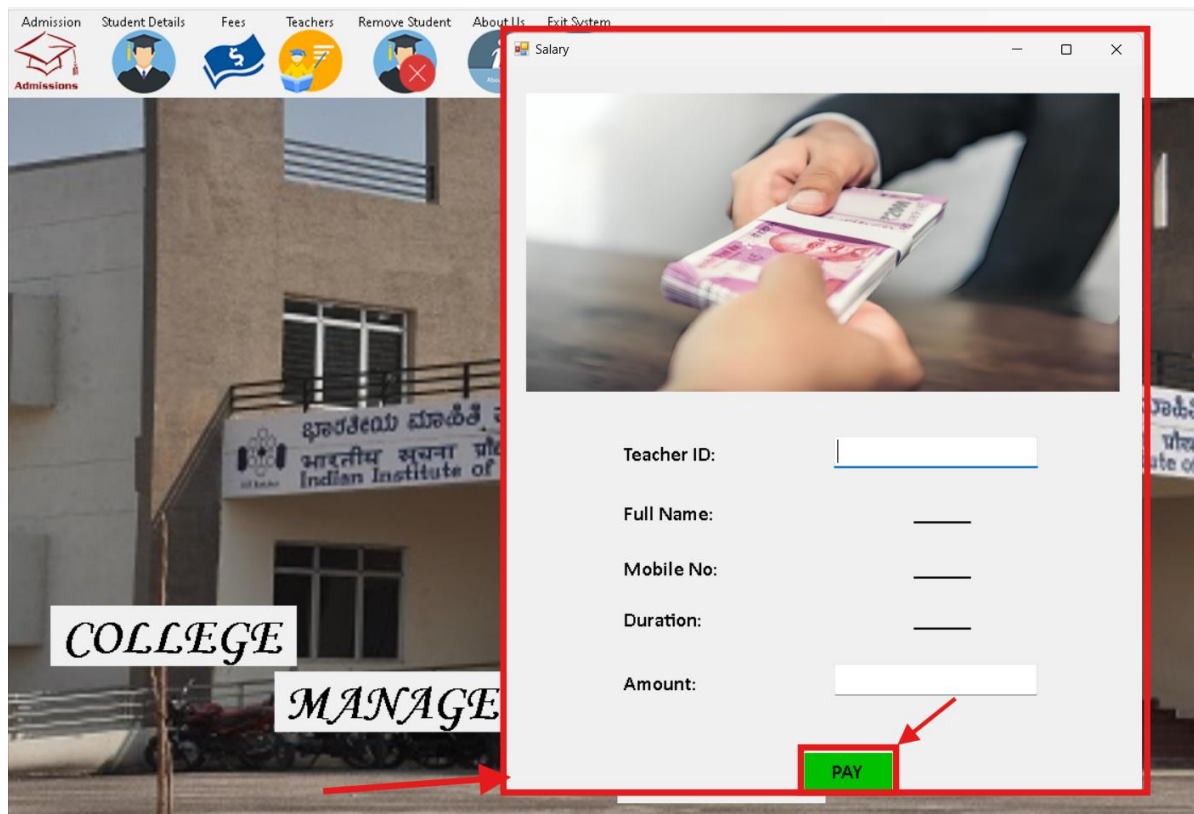 Admission Student Details Fees Teachers Remove Student About Us Exit System
Admissions
Salary
₹2000
ಭಾರತೀಯ ಮಾಹಿತಿ
भारतीय सूचना
Indian Institute of
Teacher ID:
Full Name:
Mobile No:
Duration:
Amount:
COLLEGE
MANAGE
PAY